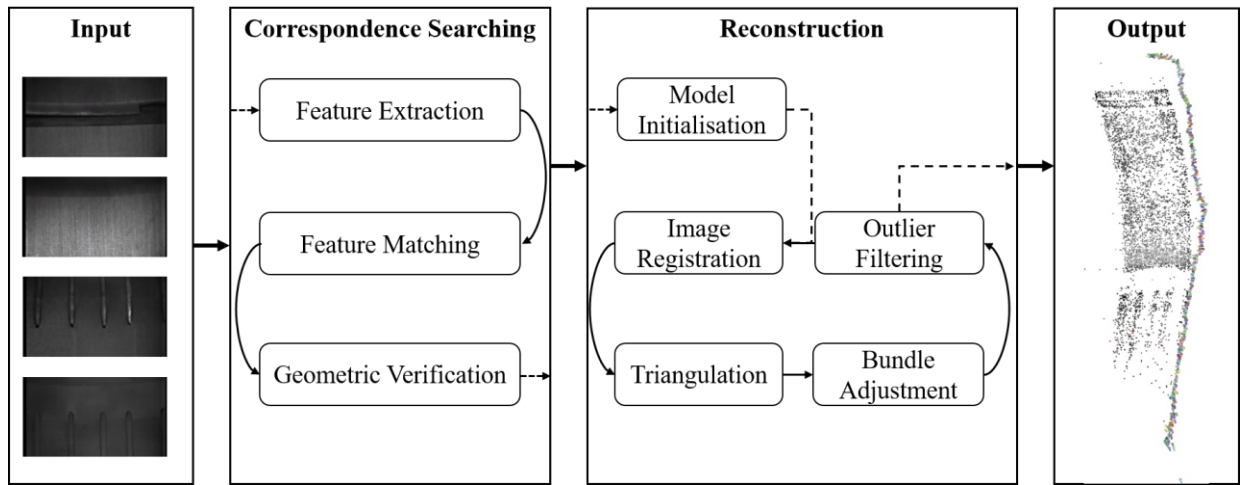 Input
Correspondence Searching
Reconstruction
Output
Feature Extraction
Feature Matching
Geometric Verification
Model
Initialisation
Image
Registration
Outlier
Filtering
Triangulation
Bundle
Adjustment